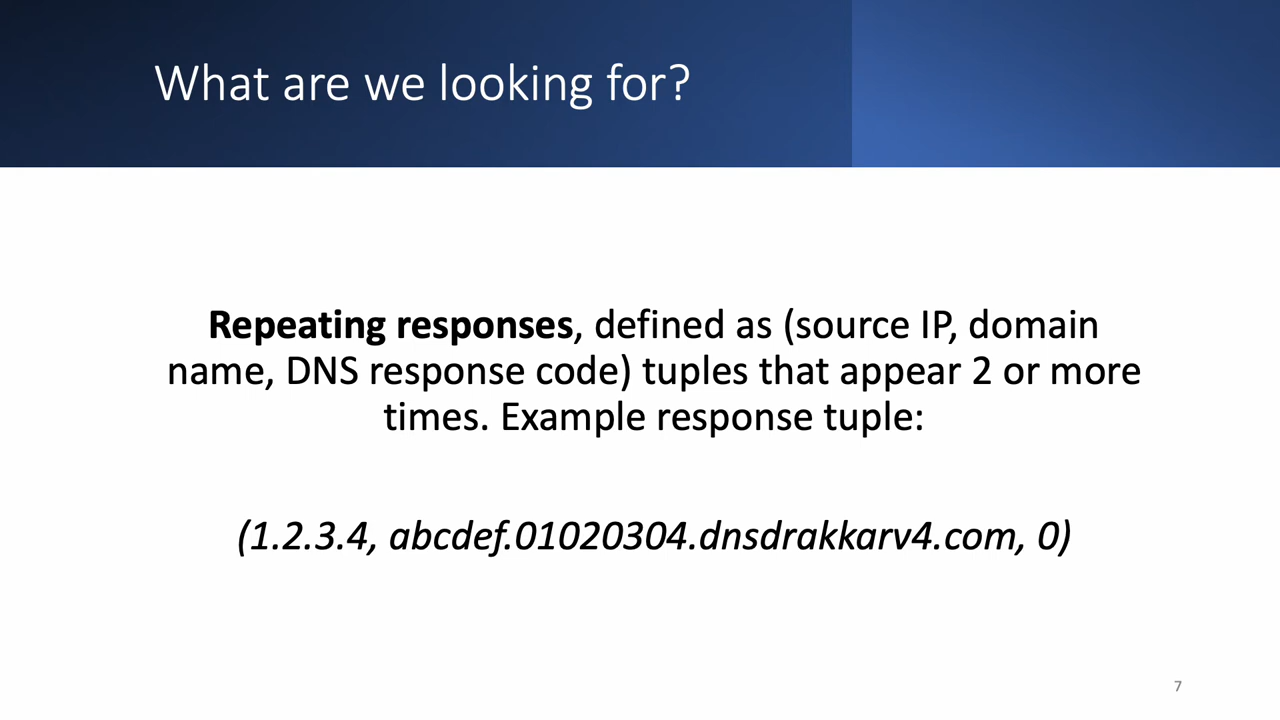 What are we looking for?
Repeating responses, defined as (source IP, domain
name, DNS response code) tuples that appear 2 or more
times. Example response tuple:
(1.2.3.4, abcdef.01020304.dnsdrakkarv4.com, 0)
7